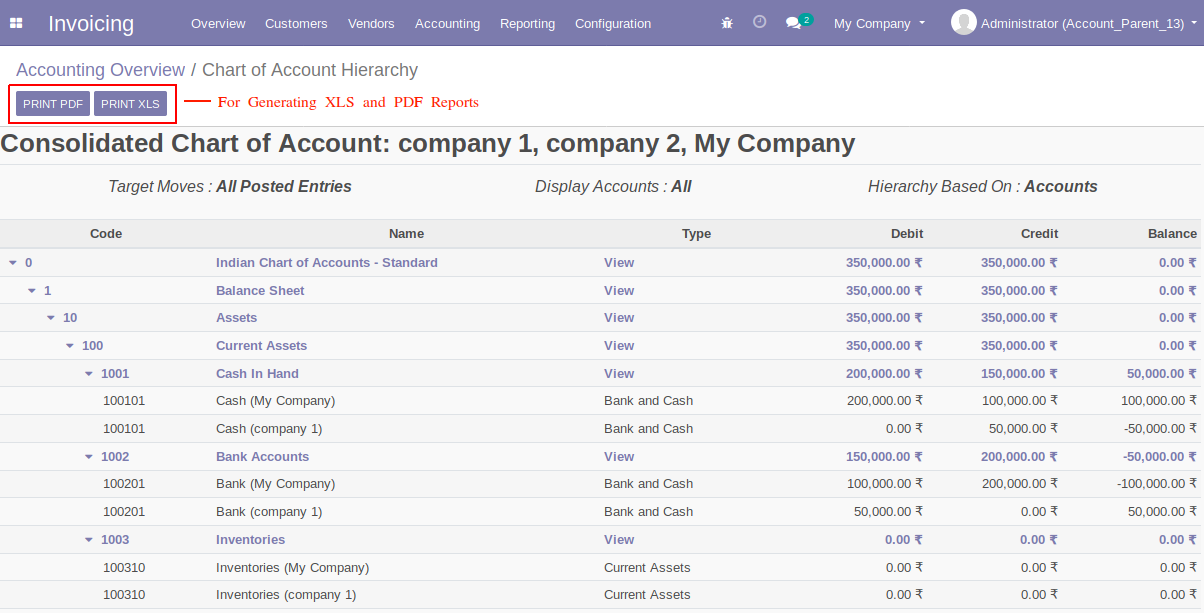 Invoicing Overview Customers Vendors Accounting Reporting Configuration 2 My Company Administrator (Account_Parent_13)
Accounting Overview / Chart of Account Hierarchy
PRINT PDF PRINT XLS For Generating XLS and PDF Reports
Consolidated Chart of Account: company 1, company 2, My Company
Target Moves : All Posted Entries Display Accounts : All Hierarchy Based On : Accounts
Code Name Type Debit Credit Balance
0 Indian Chart of Accounts - Standard View 350,000.00 ₹ 350,000.00 ₹ 0.00 ₹
1 Balance Sheet View 350,000.00 ₹ 350,000.00 ₹ 0.00 ₹
10 Assets View 350,000.00 ₹ 350,000.00 ₹ 0.00 ₹
100 Current Assets View 350,000.00 ₹ 350,000.00 ₹ 0.00 ₹
1001 Cash In Hand View 200,000.00 ₹ 150,000.00 ₹ 50,000.00 ₹
100101 Cash (My Company) Bank and Cash 200,000.00 ₹ 100,000.00 ₹ 100,000.00 ₹
100101 Cash (company 1) Bank and Cash 0.00 ₹ 50,000.00 ₹ -50,000.00 ₹
1002 Bank Accounts View 150,000.00 ₹ 200,000.00 ₹ -50,000.00 ₹
100201 Bank (My Company) Bank and Cash 100,000.00 ₹ 200,000.00 ₹ -100,000.00 ₹
100201 Bank (company 1) Bank and Cash 50,000.00 ₹ 0.00 ₹ 50,000.00 ₹
1003 Inventories View 0.00 ₹ 0.00 ₹ 0.00 ₹
100310 Inventories (My Company) Current Assets 0.00 ₹ 0.00 ₹ 0.00 ₹
100310 Inventories (company 1) Current Assets 0.00 ₹ 0.00 ₹ 0.00 ₹